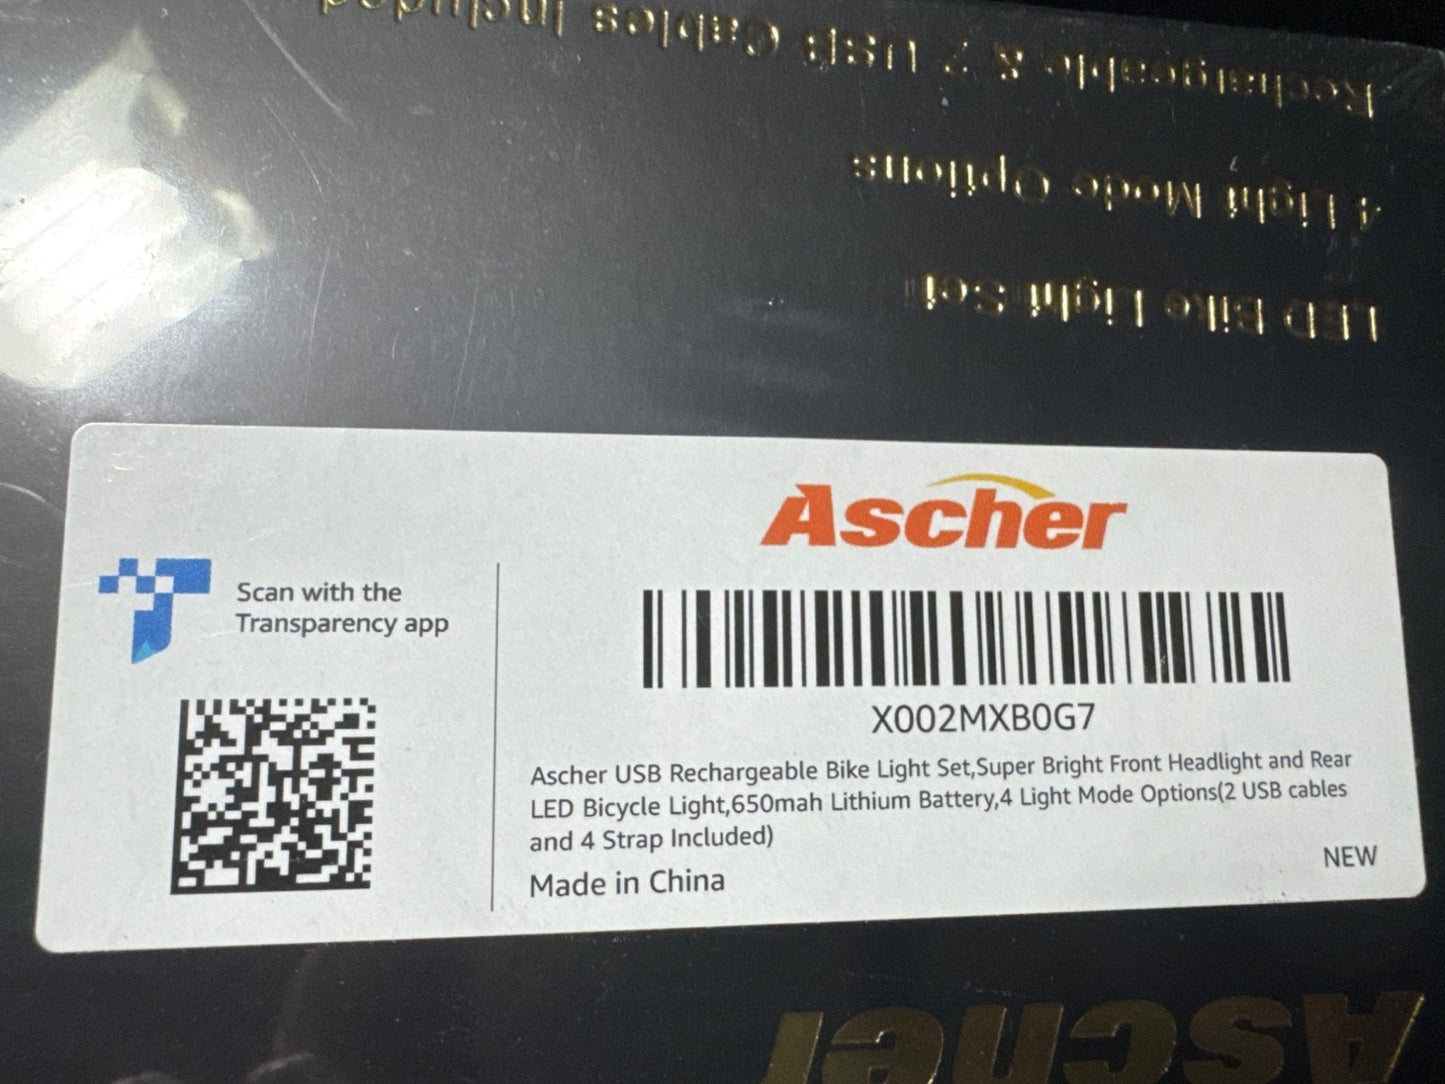 Rechargeable & 2 USB Cables Included
4 Light Mode Options
LED Bike Light Set
Ascher
Scan with the
Transparency app
X002MXB0G7
Ascher USB Rechargeable Bike Light Set,Super Bright Front Headlight and Rear
LED Bicycle Light,650mah Lithium Battery,4 Light Mode Options(2 USB cables
and 4 Strap Included)
Made in China
NEW
Ascher